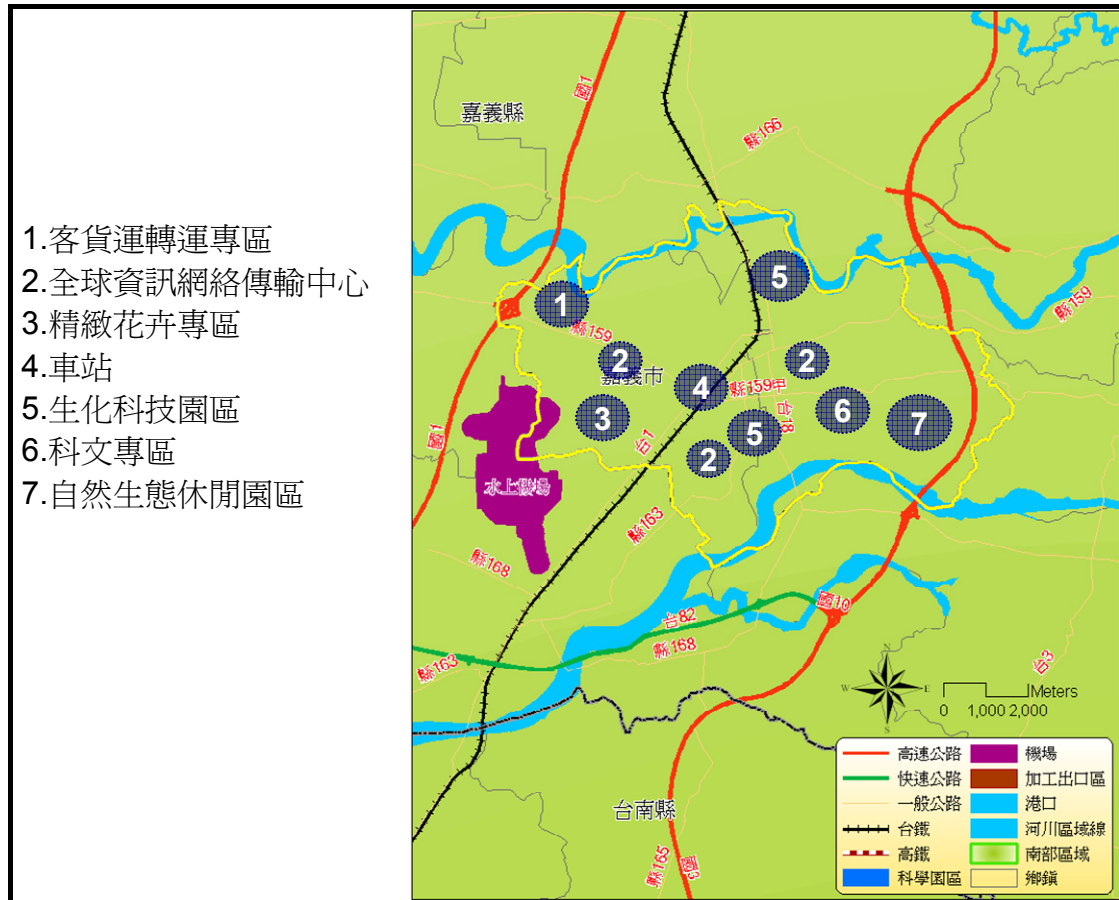 1.客貨運轉運專區
2.全球資訊網絡傳輸中心
3.精緻花卉專區
4.車站
5.生化科技園區
6.科文專區
7.自然生態休閒園區
國1
嘉義縣
縣166
5
1
縣159
縣159
2
嘉義市
2
4
縣159甲
台18
3
6
7
5
2
台1
國1
水上機場
縣163
縣168
國10
台82
縣168
縣163
台3
N
W
E
S
Meters
0 1,000 2,000
台南縣
縣165
國3
高速公路
機場
快速公路
加工出口區
一般公路
港口
台鐵
河川區域線
高鐵
南部區域
科學園區
鄉鎮